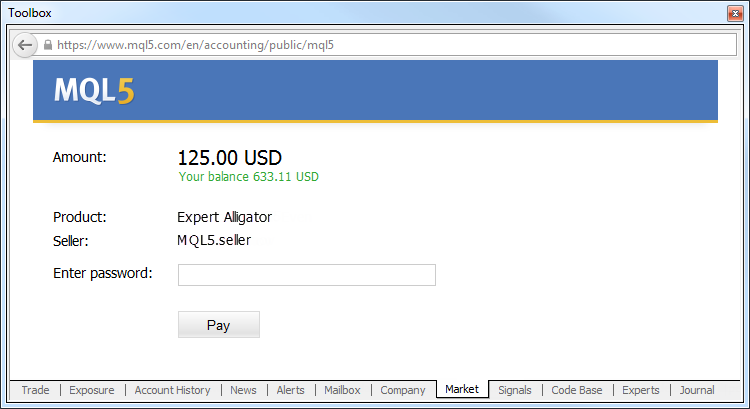 Toolbox
https://www.mql5.com/en/accounting/public/mql5
MQL5
Amount: 125.00 USD
Your balance 633.11 USD
Product: Expert Alligator
Seller: MQL5.seller
Enter password:
Pay
Trade Exposure Account History News Alerts Mailbox Company Market Signals Code Base Experts Journal